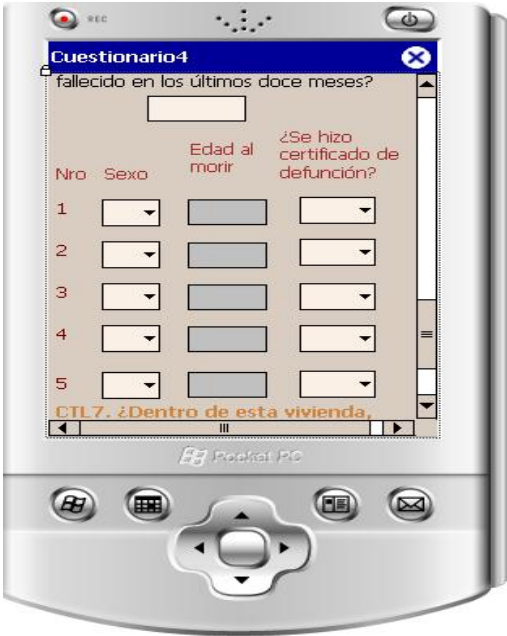 REC
Cuestionario4
fallecido en los últimos doce meses?
Nro Sexo Edad al morir ¿Se hizo certificado de defunción?
1
2
3
4
5
CTL7. ¿Dentro de esta vivienda,
Pocket PC